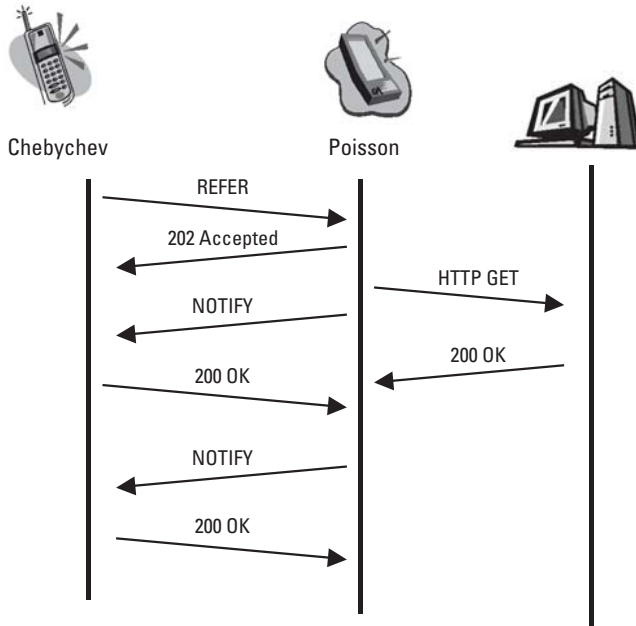 Chebychev
Poisson
REFER
202 Accepted
HTTP GET
NOTIFY
200 OK
200 OK
NOTIFY
200 OK